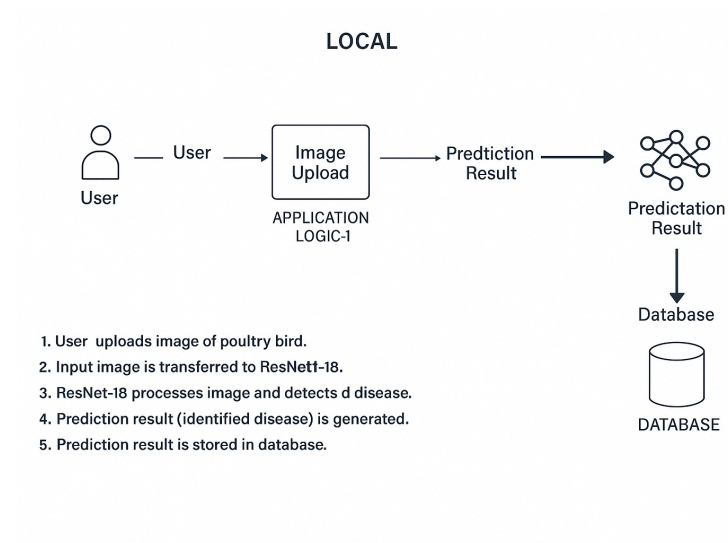 LOCAL
User
User
Image
Upload
APPLICATION
LOGIC-1
Predtiction
Result
Predictation
Result
Database
DATABASE
1. User uploads image of poultry bird.
2. Input image is transferred to ResNett-18.
3. ResNet-18 processes image and detects d disease.
4. Prediction result (identified disease) is generated.
5. Prediction result is stored in database.